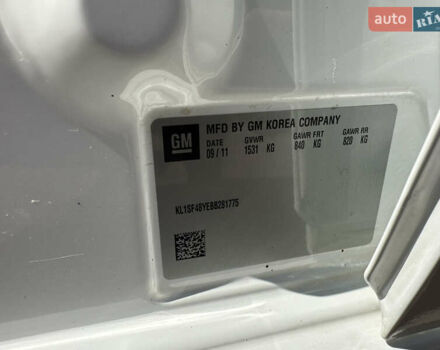 auto RIA
GM MFD BY GM KOREA COMPANY
DATE GVWR GAWR FRT GAWR RR
09/11 1531 KG 840 KG 820 KG
KL1SF48YEBB281775